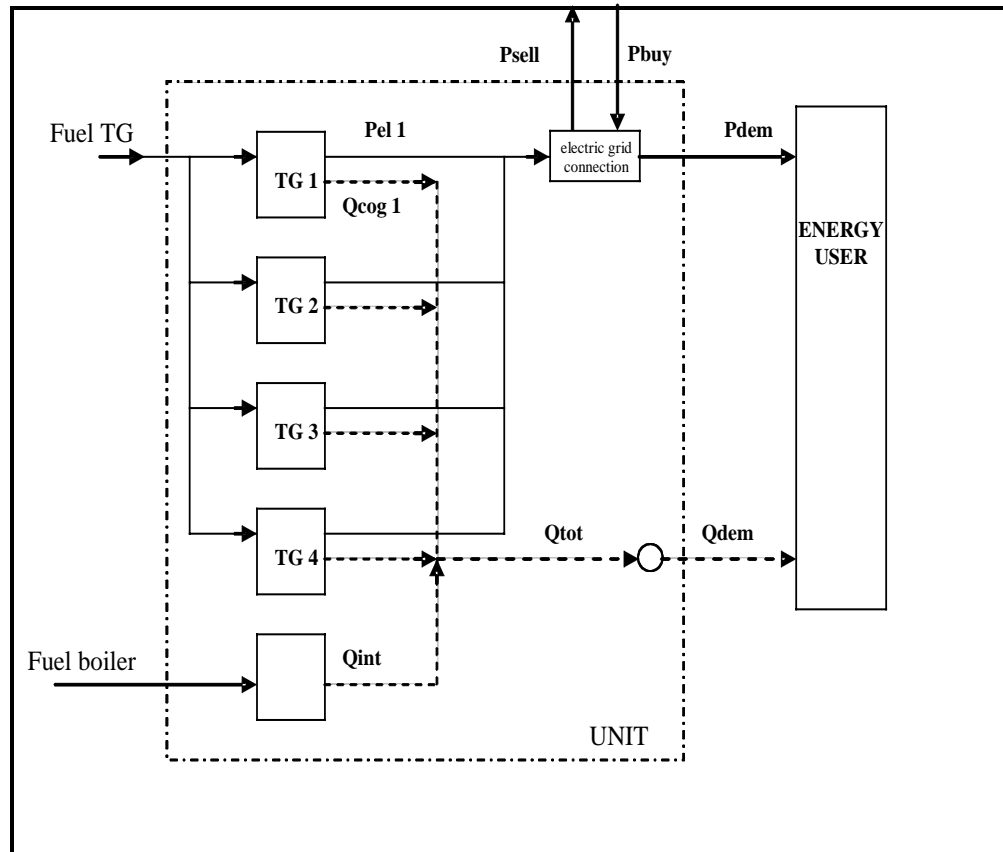 Psell
Pbuy
Fuel TG
Pel 1
electric grid
connection
Pdem
TG 1
Qcog 1
ENERGY
USER
TG 2
TG 3
TG 4
Qtot
Qdem
Fuel boiler
Qint
UNIT